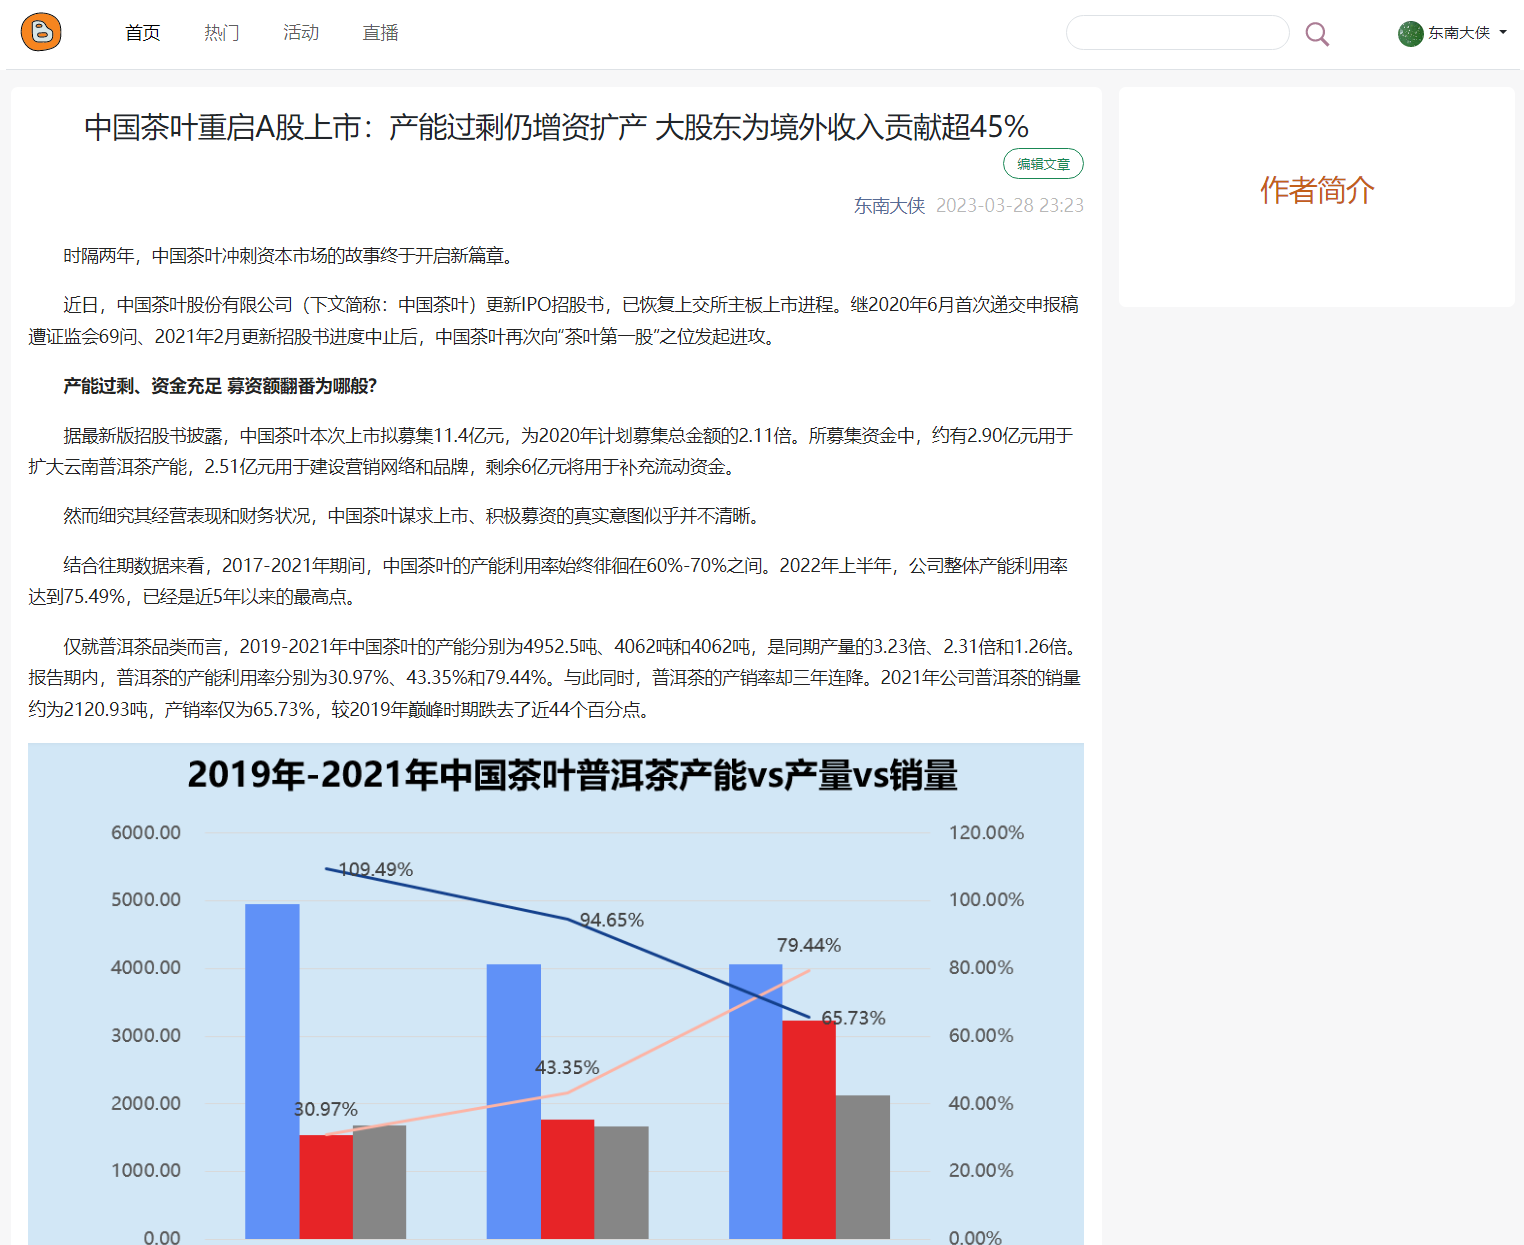 首页 热门 活动 直播 东南大侠
中国茶叶重启A股上市：产能过剩仍增资扩产 大股东为境外收入贡献超45%
编辑文章
东南大侠 2023-03-28 23:23
作者简介
时隔两年，中国茶叶冲刺资本市场的故事终于开启新篇章。
近日，中国茶叶股份有限公司（下文简称：中国茶叶）更新IPO招股书，已恢复上交所主板上市进程。继2020年6月首次递交申报稿
遭证监会69问、2021年2月更新招股书进度中止后，中国茶叶再次向“茶叶第一股”之位发起进攻。
产能过剩、资金充足 募资额翻番为哪般？
据最新版招股书披露，中国茶叶本次上市拟募集11.4亿元，为2020年计划募集总金额的2.11倍。所募集资金中，约有2.90亿元用于
扩大云南普洱茶产能，2.51亿元用于建设营销网络和品牌，剩余6亿元将用于补充流动资金。
然而细究其经营表现和财务状况，中国茶叶谋求上市、积极募资的真实意图似乎并不清晰。
结合往期数据来看，2017-2021年期间，中国茶叶的产能利用率始终徘徊在60%-70%之间。2022年上半年，公司整体产能利用率
达到75.49%，已经是近5年以来的最高点。
仅就普洱茶品类而言，2019-2021年中国茶叶的产能分别为4952.5吨、4062吨和4062吨，是同期产量的3.23倍、2.31倍和1.26倍。
报告期内，普洱茶的产能利用率分别为30.97%、43.35%和79.44%。与此同时，普洱茶的产销率却三年连降。2021年公司普洱茶的销量
约为2120.93吨，产销率仅为65.73%，较2019年巅峰时期跌去了近44个百分点。
2019年-2021年中国茶叶普洱茶产能vs产量vs销量
6000.00 120.00%
109.49%
5000.00 100.00%
94.65%
79.44%
4000.00 80.00%
65.73%
3000.00 60.00%
43.35%
2000.00 30.97% 40.00%
1000.00 20.00%
0.00 0.00%